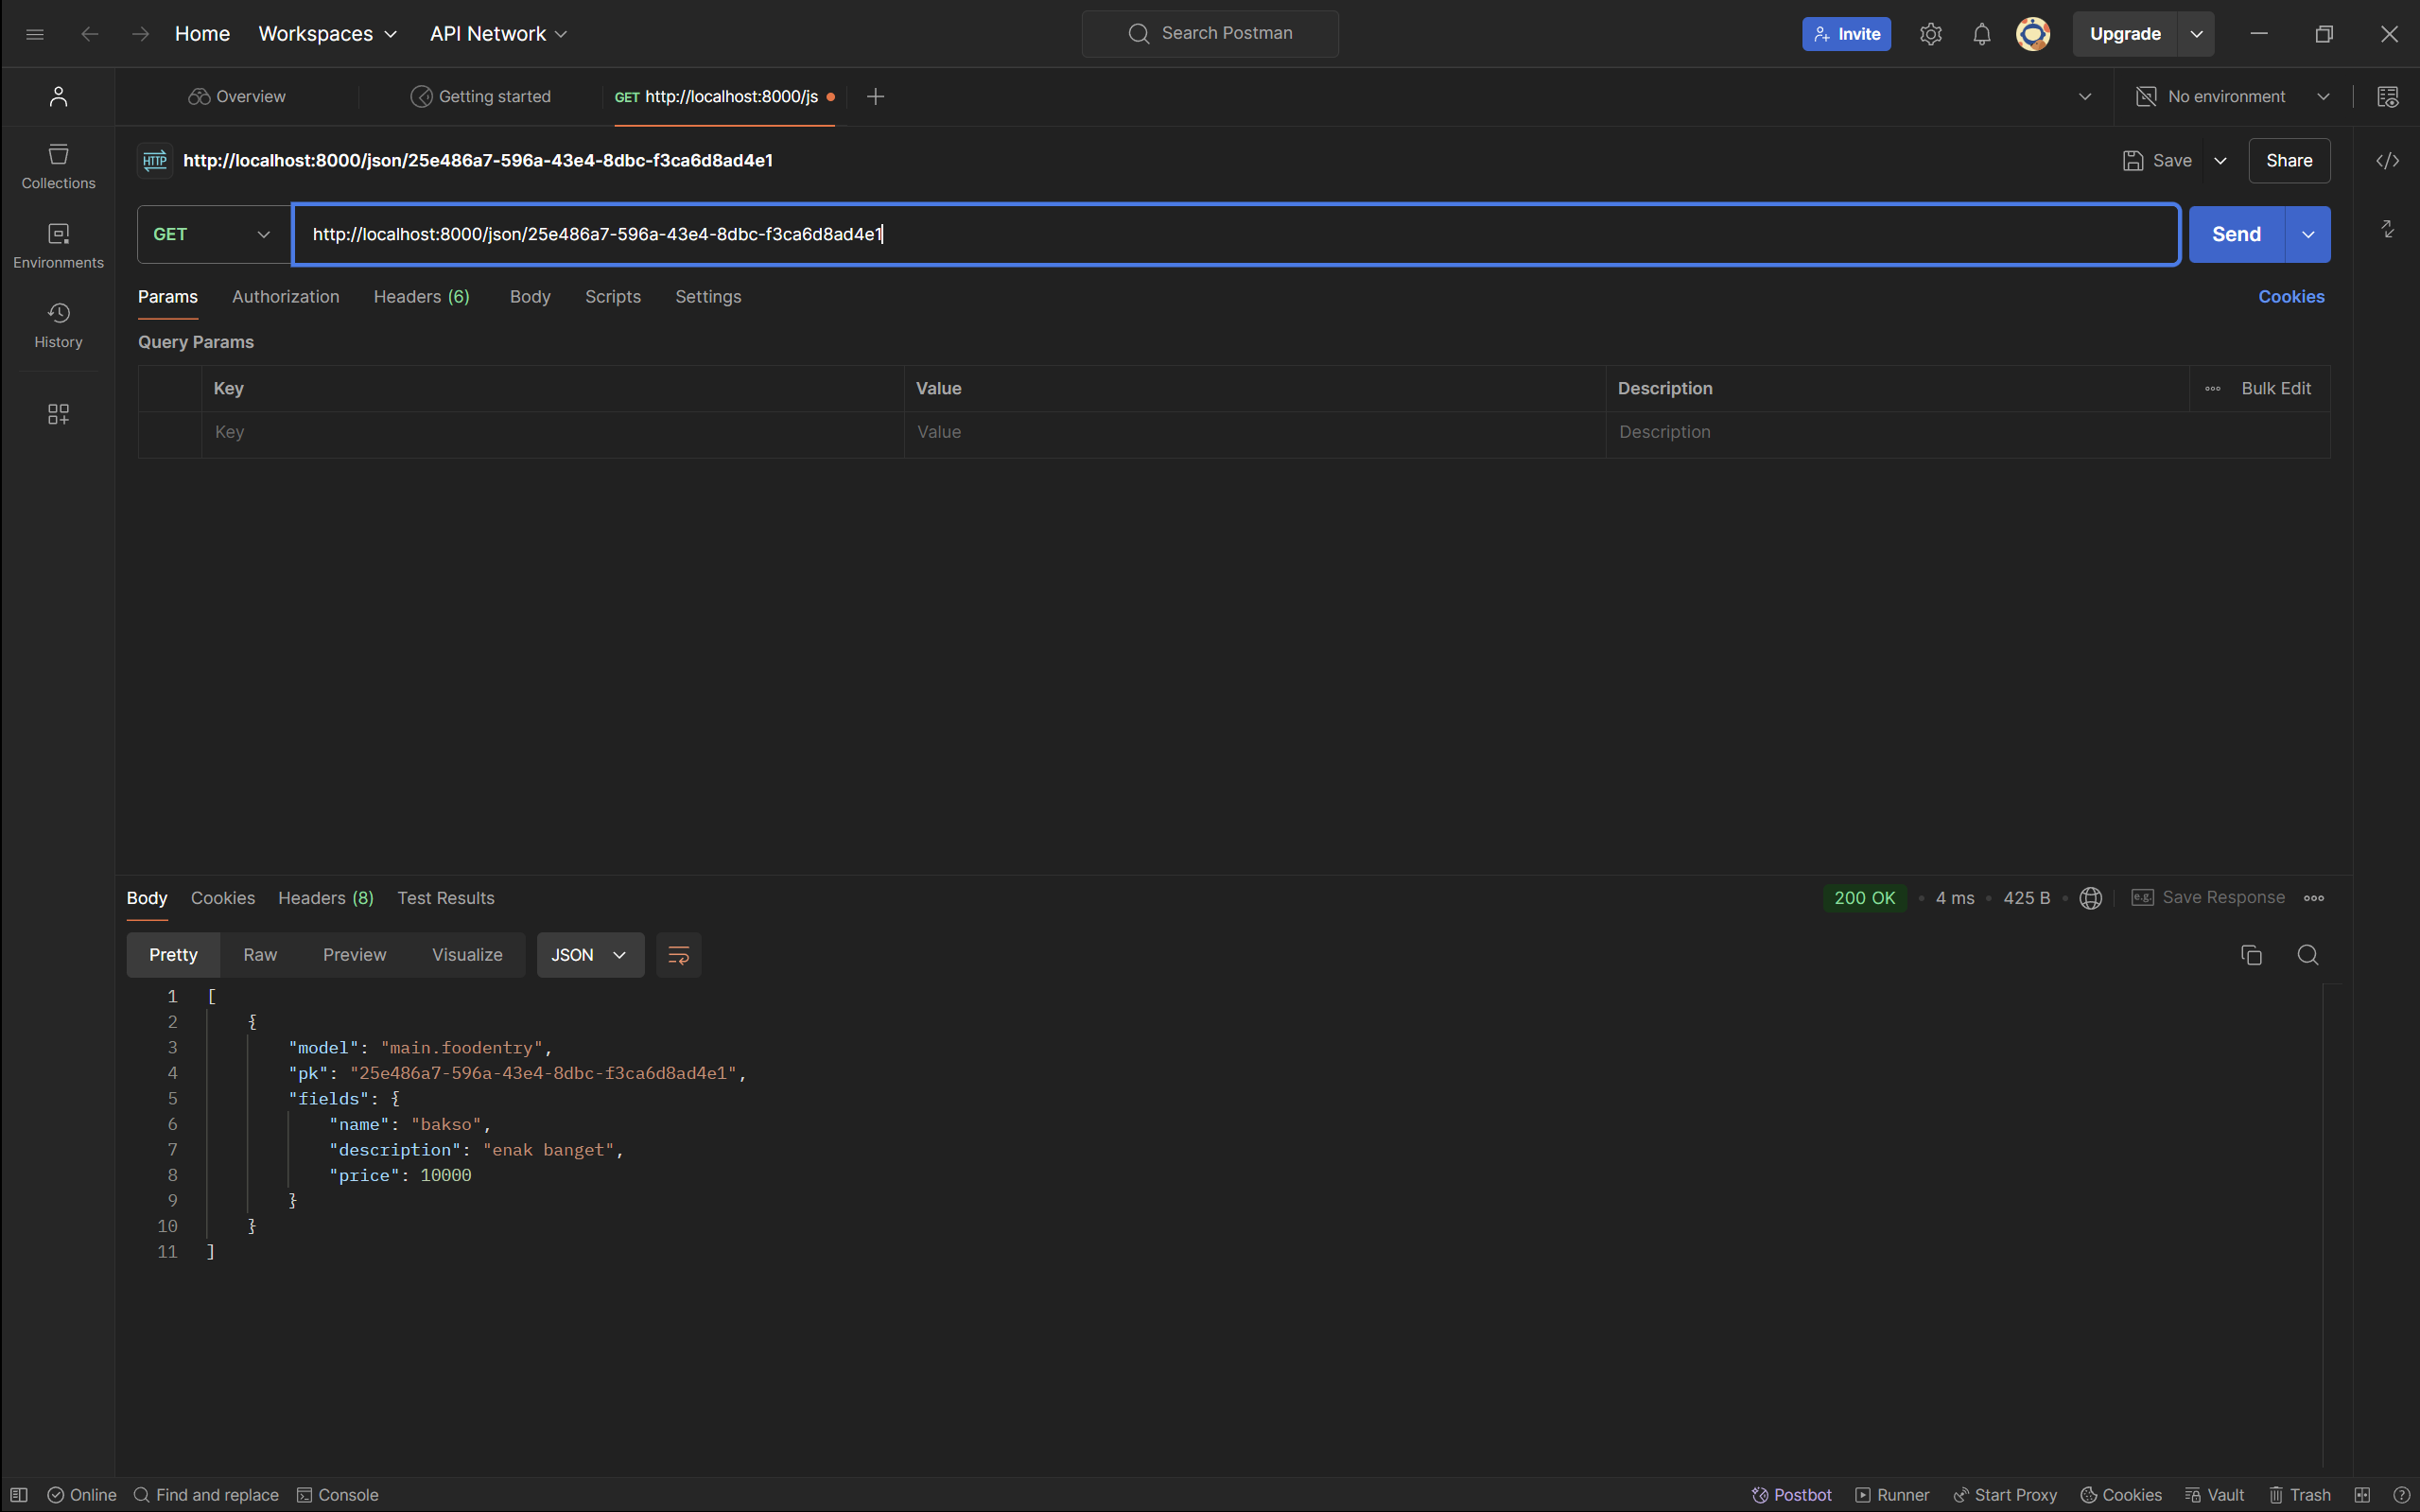 Home Workspaces API Network Search Postman Invite Upgrade
Overview Getting started GET http://localhost:8000/js No environment
HTTP http://localhost:8000/json/25e486a7-596a-43e4-8dbc-f3ca6d8ad4e1 Save Share
Collections
GET http://localhost:8000/json/25e486a7-596a-43e4-8dbc-f3ca6d8ad4e1 Send
Environments
Params Authorization Headers (6) Body Scripts Settings Cookies
History
Query Params
Key Value Description Bulk Edit
Key Value Description
Body Cookies Headers (8) Test Results 200 OK • 4 ms • 425 B • e.g. Save Response
Pretty Raw Preview Visualize JSON
1 [
2 {
3 "model": "main.foodentry",
4 "pk": "25e486a7-596a-43e4-8dbc-f3ca6d8ad4e1",
5 "fields": {
6 "name": "bakso",
7 "description": "enak banget",
8 "price": 10000
9 }
10 }
11 ]
Online Find and replace Console Postbot Runner Start Proxy Cookies Vault Trash